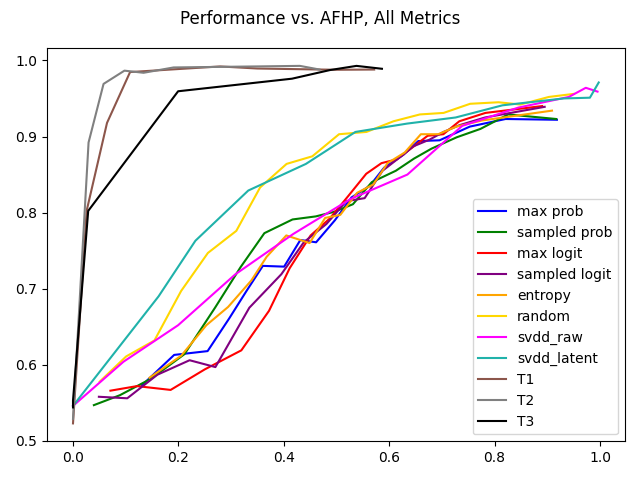 Performance vs. AFHP, All Metrics
1.0
0.9
0.8
0.7
0.6
0.5
0.0
0.2
0.4
0.6
0.8
1.0
max prob
sampled prob
max logit
sampled logit
entropy
random
svdd_raw
svdd_latent
T1
T2
T3